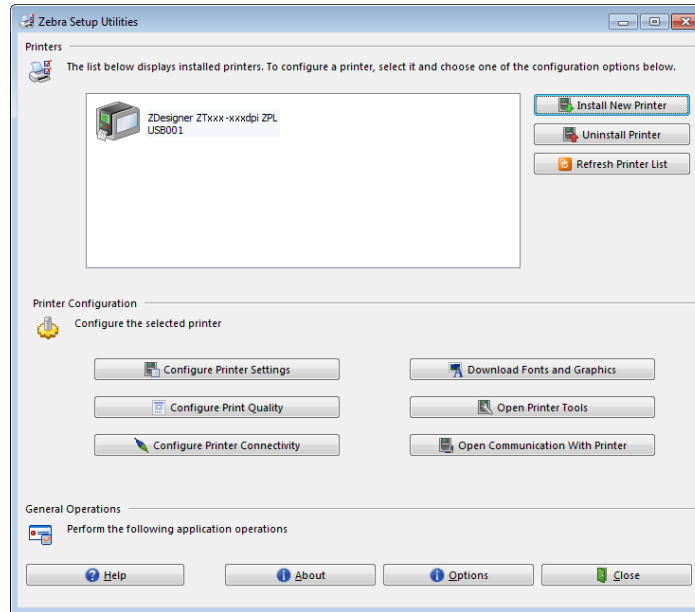 Zebra Setup Utilities
Printers
The list below displays installed printers. To configure a printer, select it and choose one of the configuration options below.
ZDesigner ZTxxx-xxxdpi ZPL
USB001
Install New Printer
Uninstall Printer
Refresh Printer List
Printer Configuration
Configure the selected printer
Configure Printer Settings
Download Fonts and Graphics
Configure Print Quality
Open Printer Tools
Configure Printer Connectivity
Open Communication With Printer
General Operations
Perform the following application operations
Help
About
Options
Close